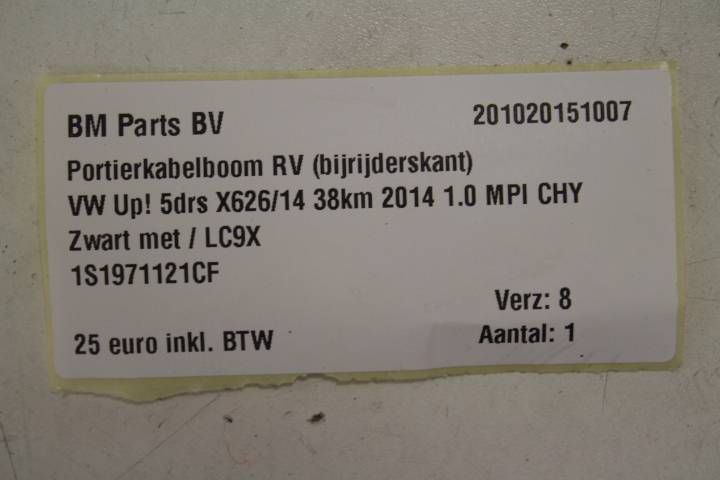 BM Parts BV 201020151007
Portierkabelboom RV (bijrijderskant)
VW Up! 5drs X626/14 38km 2014 1.0 MPI CHY
Zwart met / LC9X
1S1971121CF
Verz: 8
25 euro inkl. BTW Aantal: 1